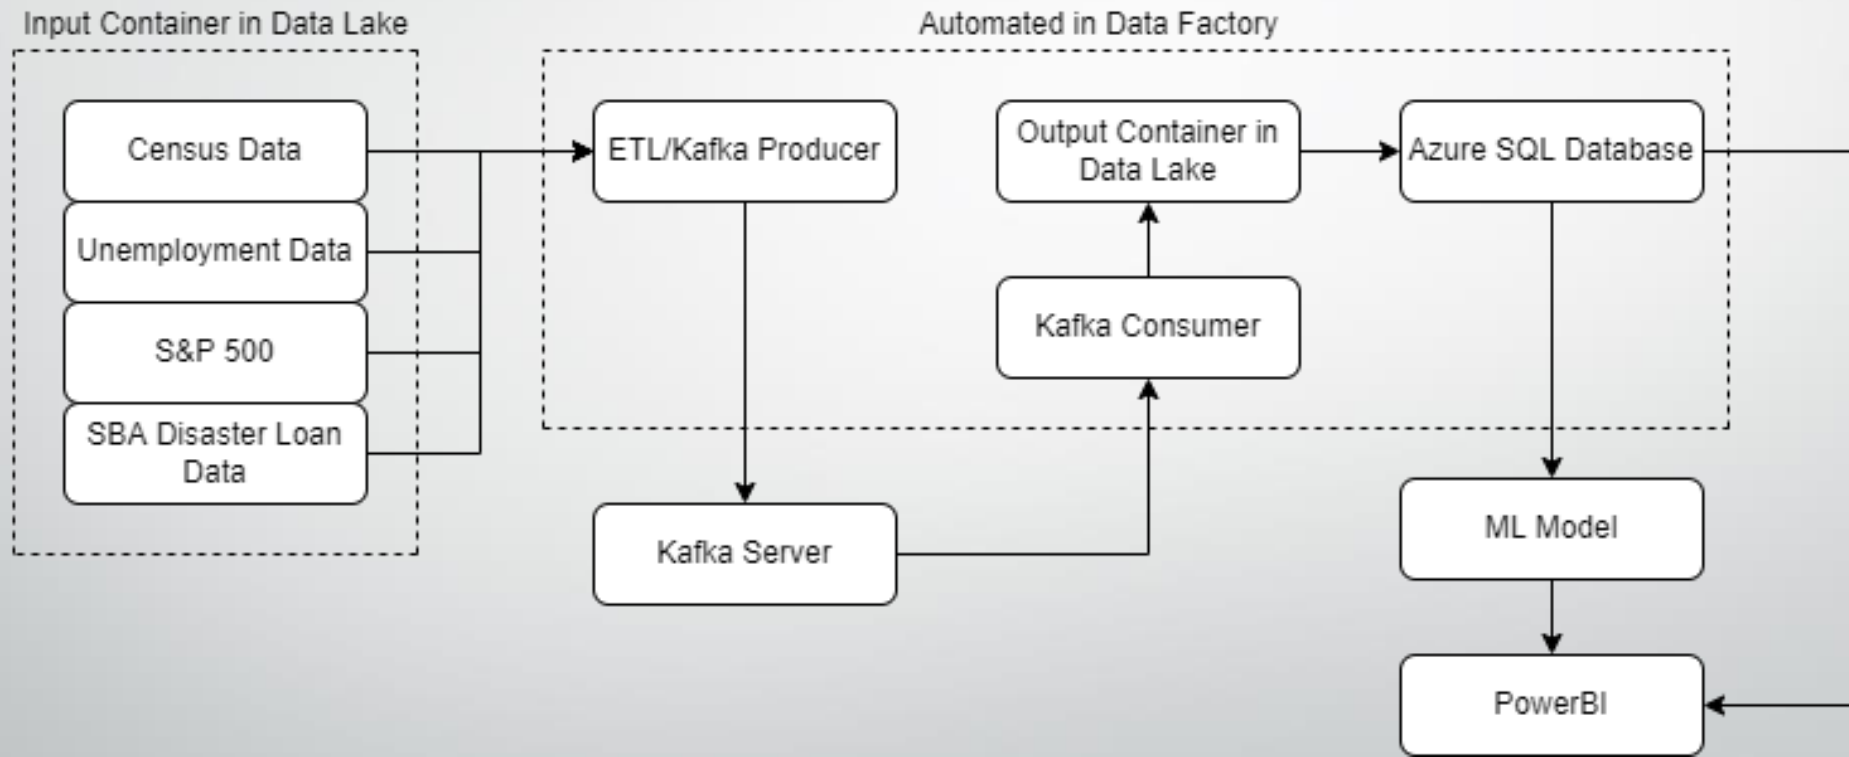 Input Container in Data Lake
Automated in Data Factory
Census Data
Unemployment Data
S&P 500
SBA Disaster Loan
Data
ETL/Kafka Producer
Kafka Server
Output Container in
Data Lake
Kafka Consumer
Azure SQL Database
ML Model
PowerBI